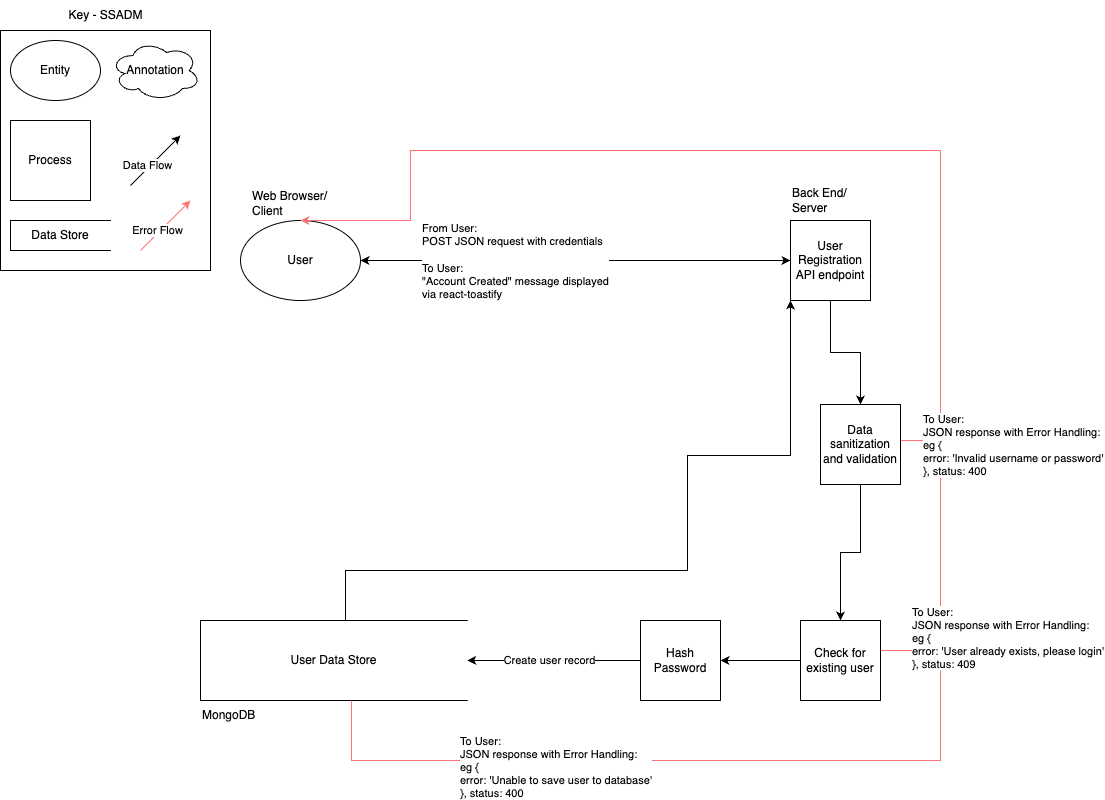 Key - SSADM
Entity
Annotation
Process
Data Flow
Data Store
Error Flow
Web Browser/
Client
User
From User:
POST JSON request with credentials
To User:
"Account Created" message displayed
via react-toastify
Back End/
Server
User
Registration
API endpoint
Data
sanitization
and validation
To User:
JSON response with Error Handling:
eg {
error: 'Invalid username or password'
}, status: 400
Check for
existing user
To User:
JSON response with Error Handling:
eg {
error: 'User already exists, please login'
}, status: 409
Hash
Password
Create user record
User Data Store
MongoDB
To User:
JSON response with Error Handling:
eg {
error: 'Unable to save user to database'
}, status: 400